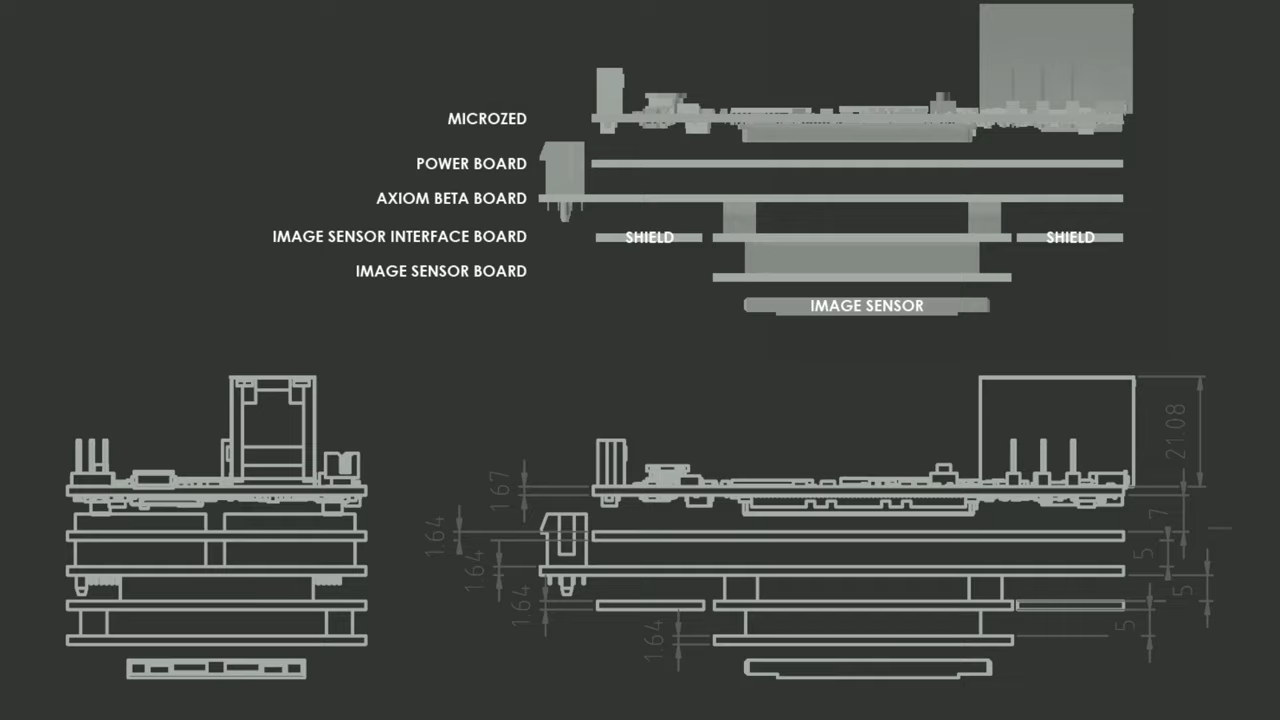 MICROZED
POWER BOARD
AXIOM BETA BOARD
IMAGE SENSOR INTERFACE BOARD
SHIELD
SHIELD
IMAGE SENSOR BOARD
IMAGE SENSOR
21.08
1.67
7
1.64
5
1.64
5
1.64
5
1.64